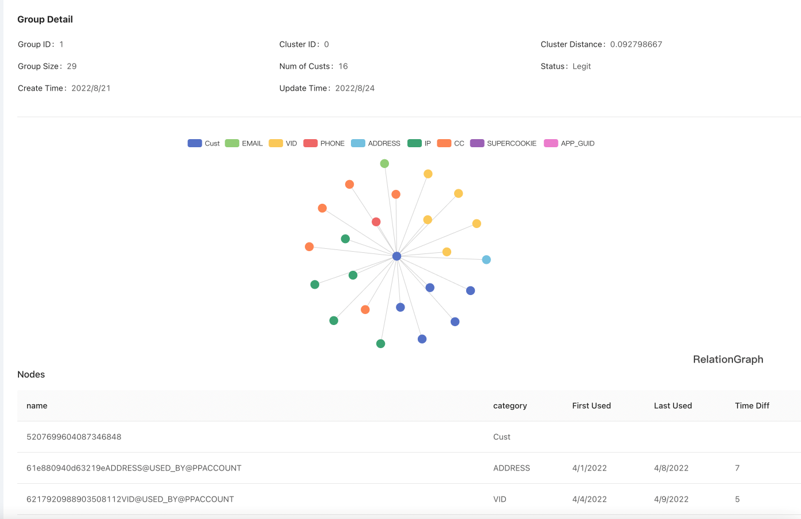 Group Detail
Group ID: 1 Cluster ID: 0 Cluster Distance: 0.092798667
Group Size: 29 Num of Custs: 16 Status: Legit
Create Time: 2022/8/21 Update Time: 2022/8/24
Cust EMAIL VID PHONE ADDRESS IP CC SUPERCOOKIE APP_GUID
RelationGraph
Nodes
name category First Used Last Used Time Diff
5207699604087346848 Cust
61e880940d63219eADDRESS@USED_BY@PPACCOUNT ADDRESS 4/1/2022 4/8/2022 7
6217920988903508112VID@USED_BY@PPACCOUNT VID 4/4/2022 4/9/2022 5